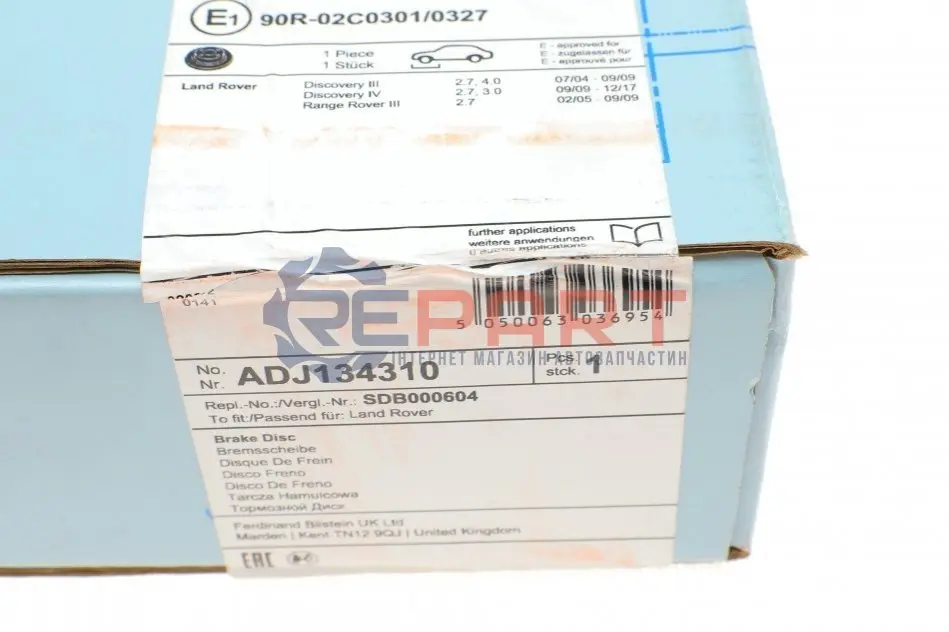 E1 90R-02C0301/0327
1 Piece
1 Stück
E - approved for
E - zugelassen für
E - approuvé pour
Land Rover Discovery III 2.7, 4.0 07/04 - 09/09
Discovery IV 2.7, 3.0 09/09 - 12/17
Range Rover III 2.7 02/05 - 09/09
further applications
weitere anwendungen
applications
0141
5 050063 036954
REPART
ІНТЕРНЕТ МАГАЗИН АВТОЗАПЧАСТИН
No.
Nr. ADJ134310
Pcs.
stck. 1
Repl.-No.:/Vergl.-Nr.: SDB000604
To fit:/Passend für: Land Rover
Brake Disc
Bremsscheibe
Disque De Frein
Disco Freno
Disco De Freno
Tarcza Hamulcowa
Тормозной Диск
Ferdinand Bilstein UK Ltd
Marden | Kent TN12 9QJ | United Kingdom
EAC